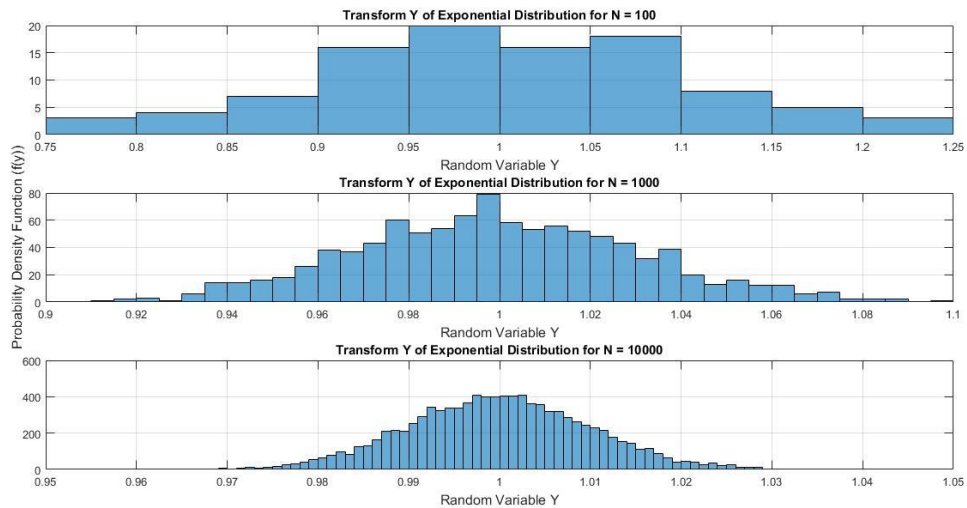 Transform Y of Exponential Distribution for N = 100
20
15
10
5
0
0.75 0.8 0.85 0.9 0.95 1 1.05 1.1 1.15 1.2 1.25
Random Variable Y
Probability Density Function (f(y))
Transform Y of Exponential Distribution for N = 1000
80
60
40
20
0
0.9 0.92 0.94 0.96 0.98 1 1.02 1.04 1.06 1.08 1.1
Random Variable Y
Transform Y of Exponential Distribution for N = 10000
600
400
200
0
0.95 0.96 0.97 0.98 0.99 1 1.01 1.02 1.03 1.04 1.05
Random Variable Y